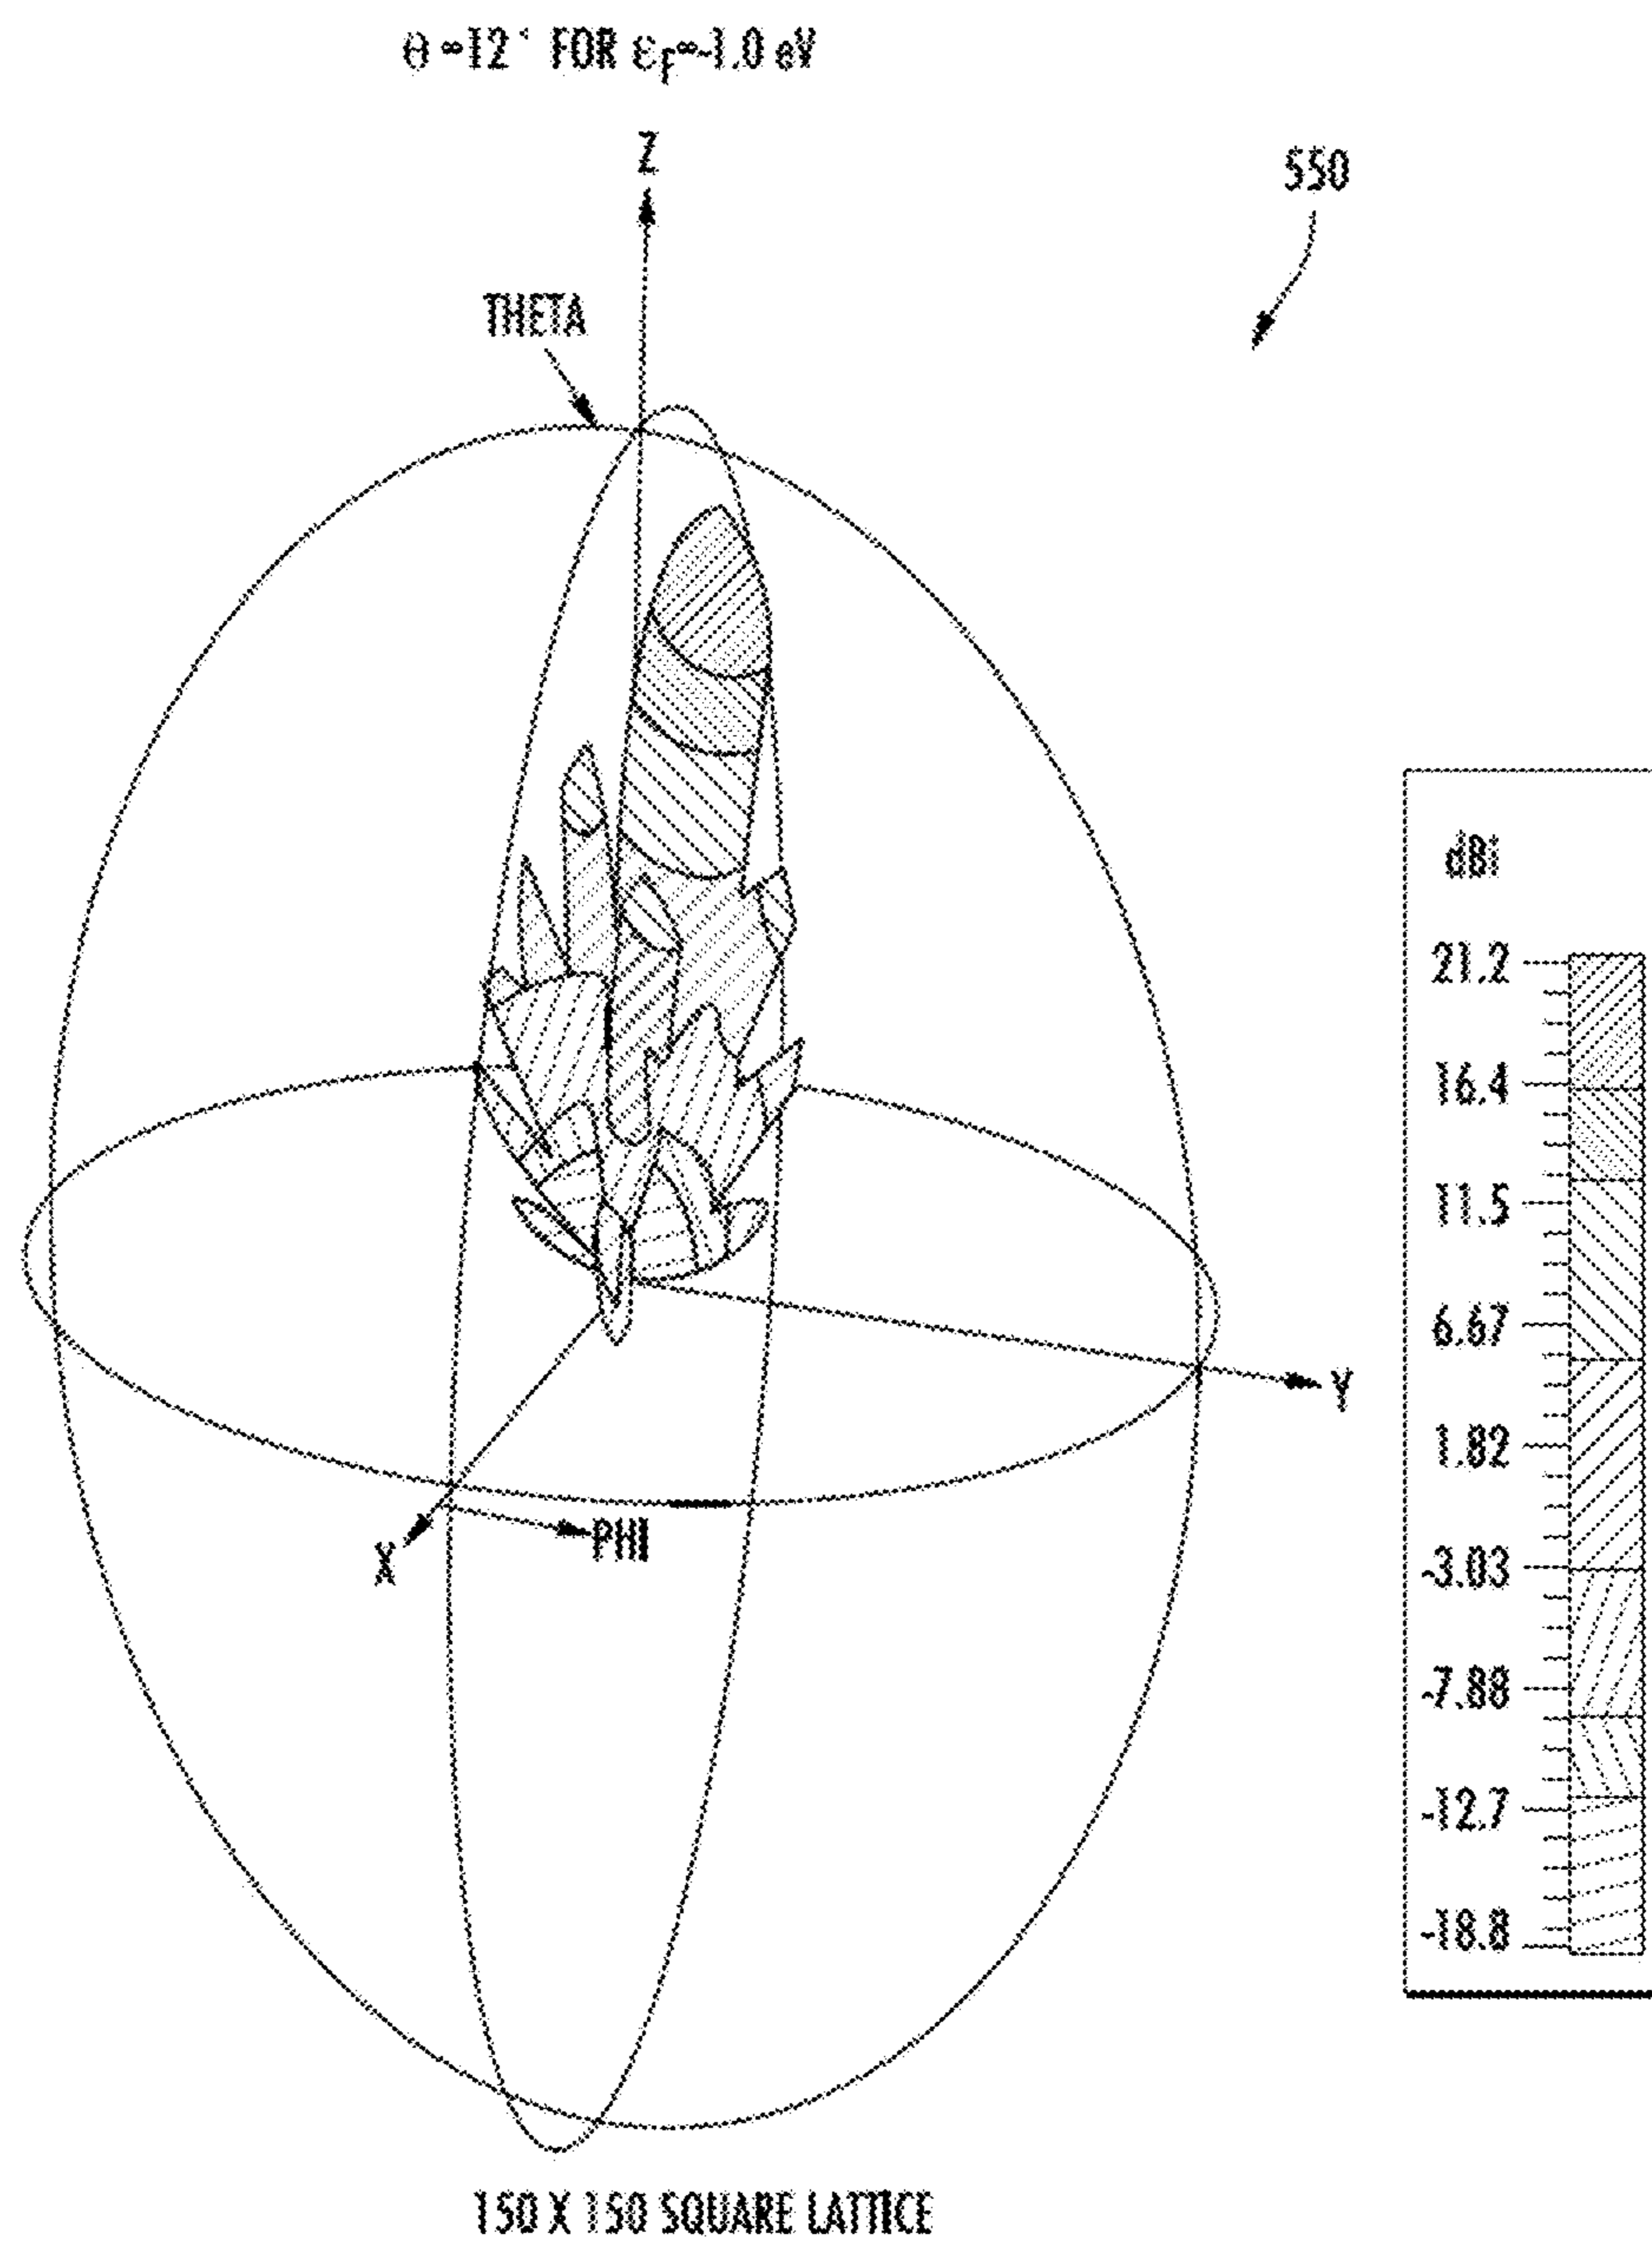 θ =12° FOR εF=-1.0 eV
Z
550
THETA
dBi
21.2
16.4
11.5
6.67
1.82
-3.03
-7.88
-12.7
-18.8
Y
X
PHI
150 X 150 SQUARE LATTICE